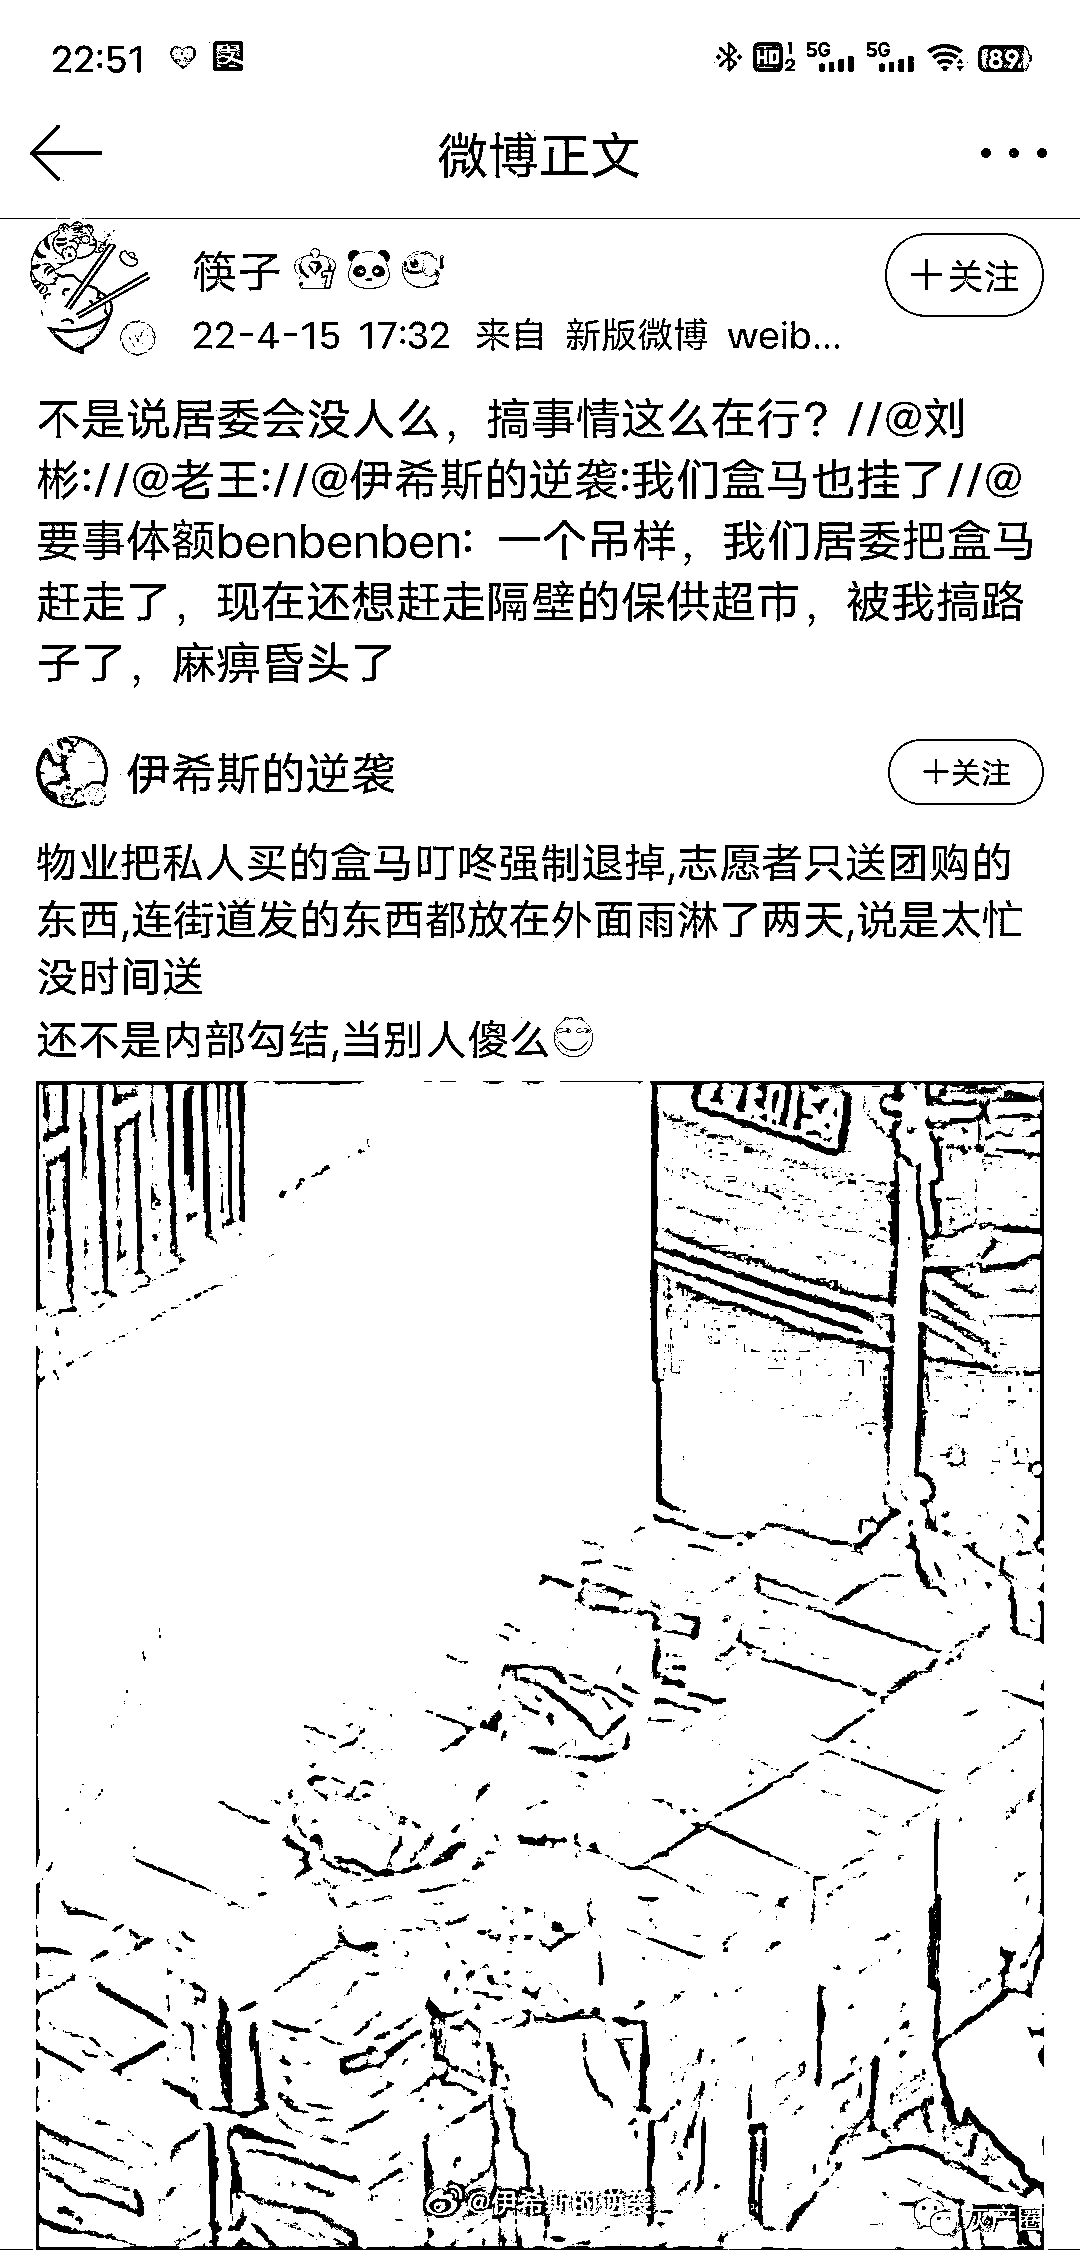 22:51 HD 1 2 5G 5G 89
微博正文
筷子
+关注
22-4-15 17:32 来自 新版微博 weib...
不是说居委会没人么，搞事情这么在行？//@刘
彬://@老王://@伊希斯的逆袭:我们盒马也挂了//@
要事体额benbenben：一个吊样，我们居委把盒马
赶走了，现在还想赶走隔壁的保供超市，被我搞路
子了，麻痹昏头了
伊希斯的逆袭
+关注
物业把私人买的盒马叮咚强制退掉,志愿者只送团购的
东西,连街道发的东西都放在外面雨淋了两天,说是太忙
没时间送
还不是内部勾结,当别人傻么
@伊希斯的逆袭
灰产圈